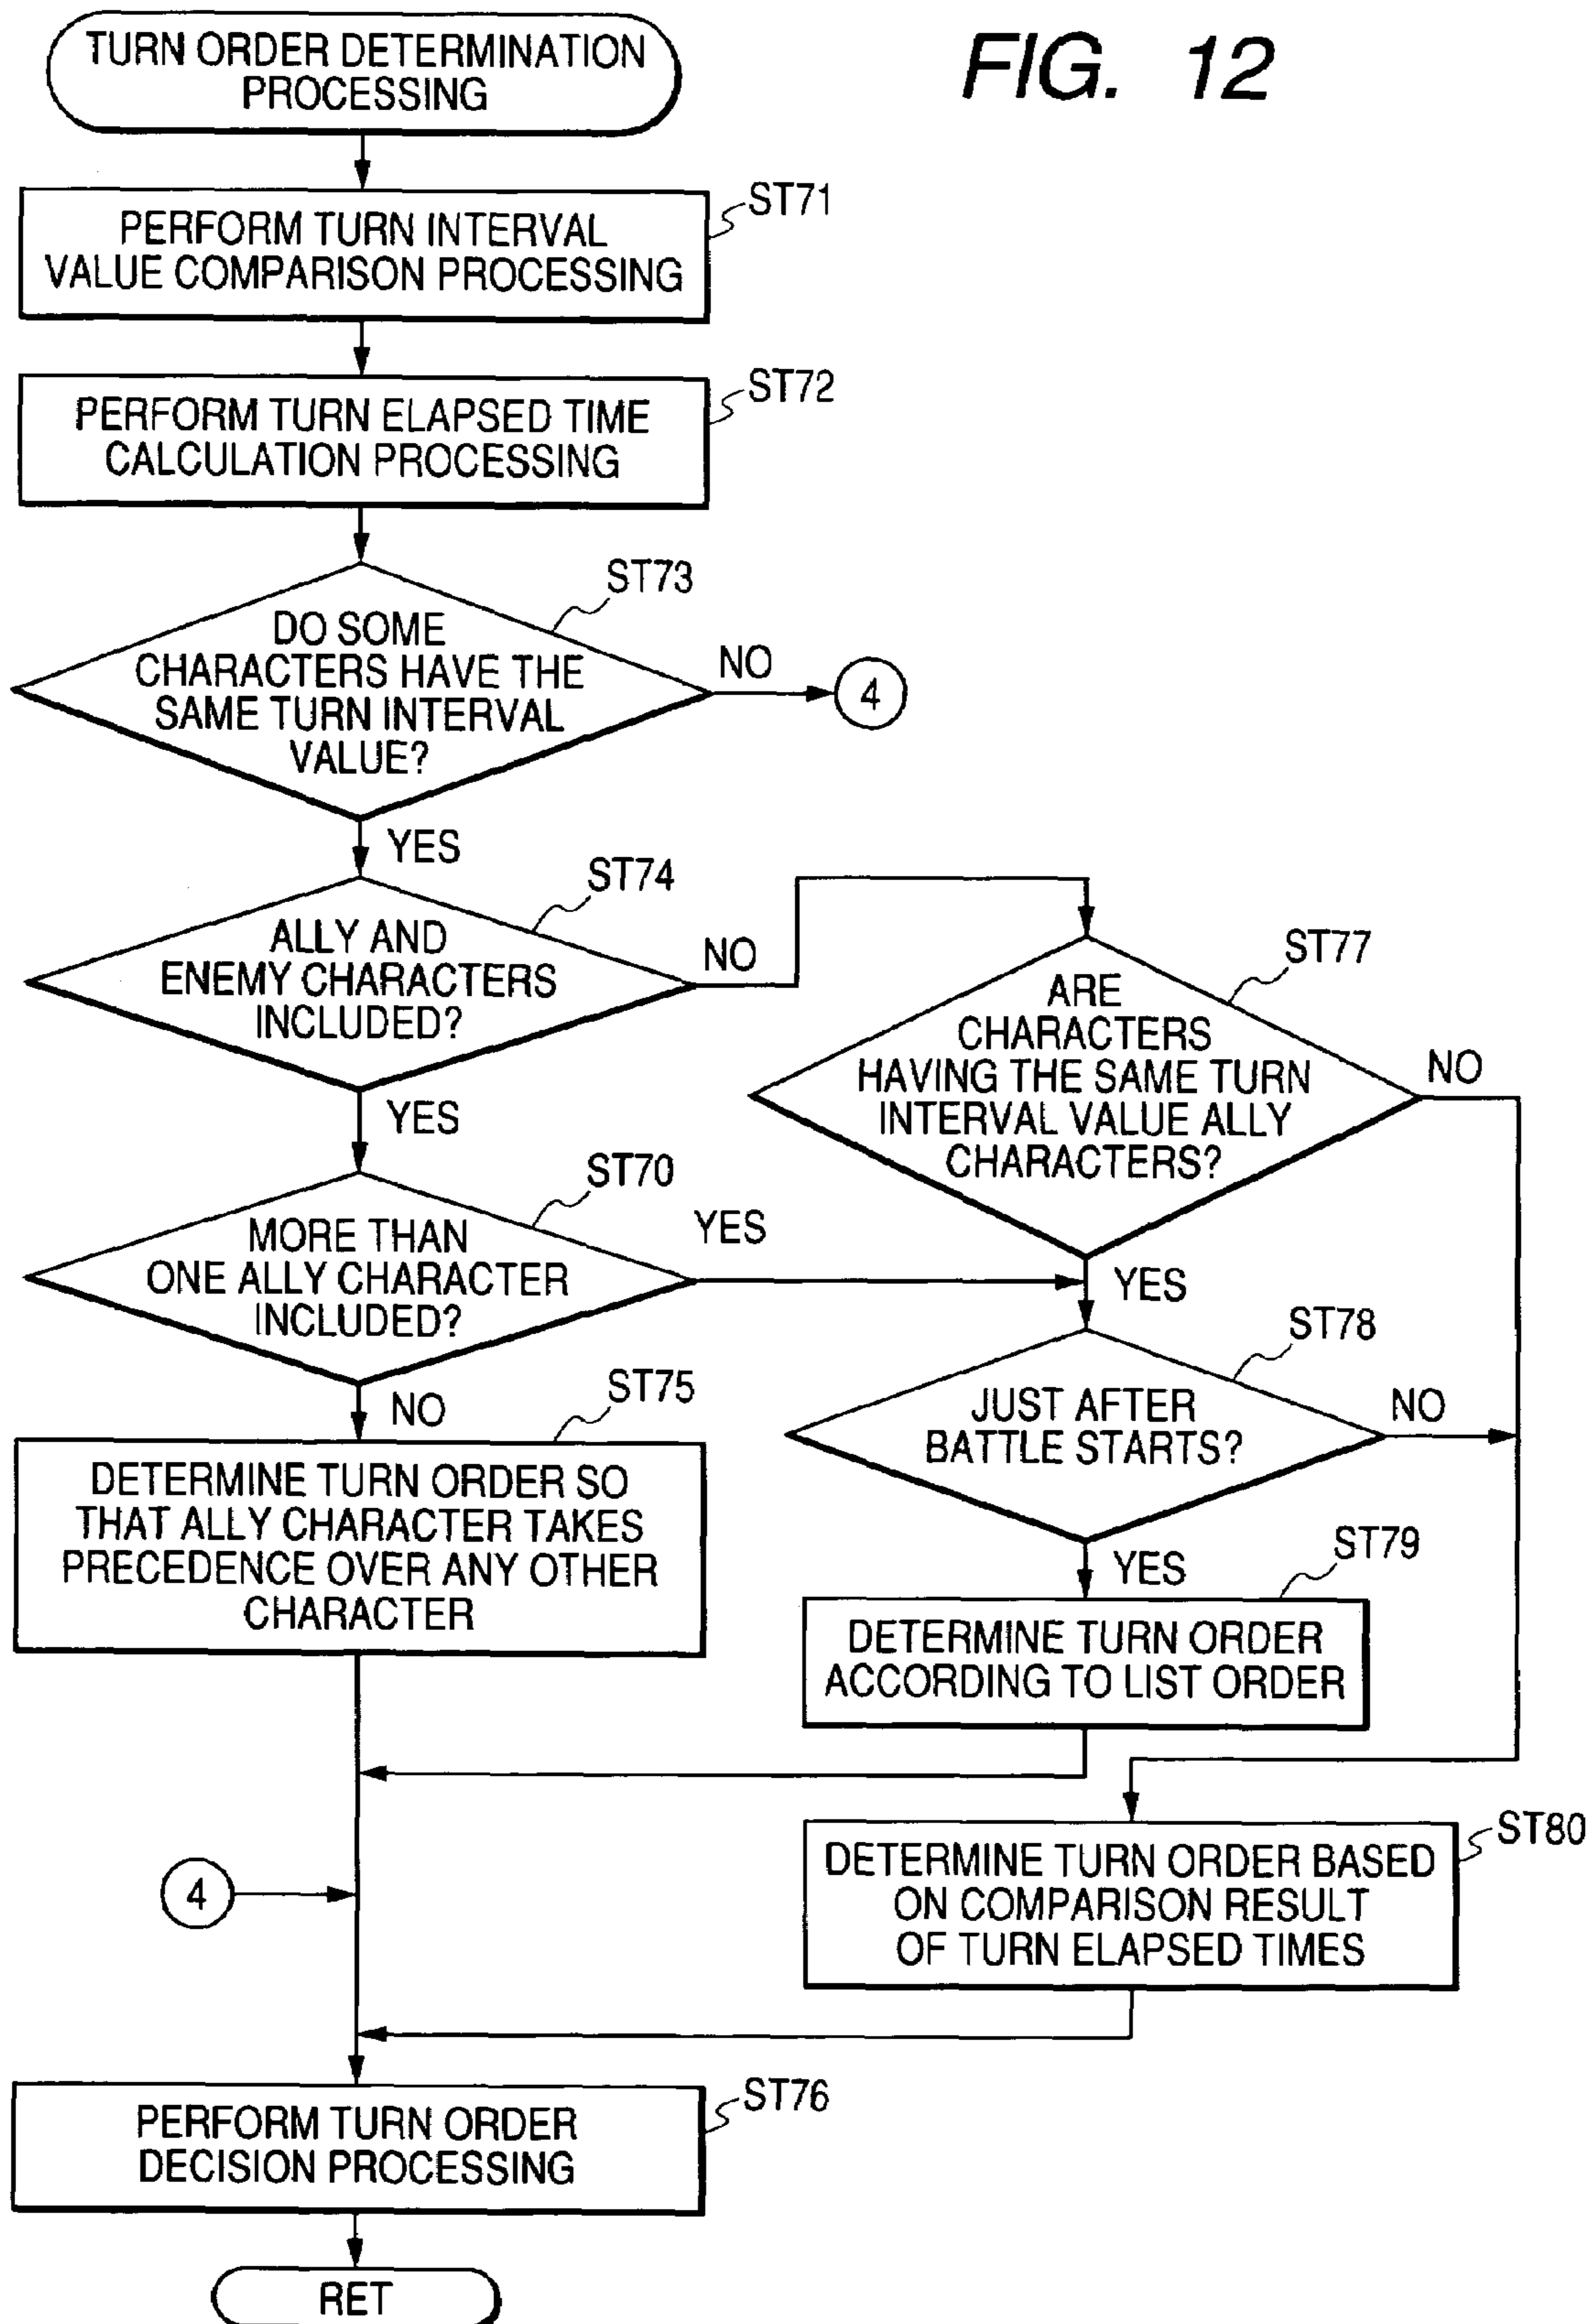 TURN ORDER DETERMINATION
PROCESSING
FIG. 12
PERFORM TURN INTERVAL
VALUE COMPARISON PROCESSING
ST71
PERFORM TURN ELAPSED TIME
CALCULATION PROCESSING
ST72
DO SOME
CHARACTERS HAVE THE
SAME TURN INTERVAL
VALUE?
ST73
NO
4
YES
ALLY AND
ENEMY CHARACTERS
INCLUDED?
ST74
NO
YES
ARE
CHARACTERS
HAVING THE SAME TURN
INTERVAL VALUE ALLY
CHARACTERS?
ST77
NO
YES
MORE THAN
ONE ALLY CHARACTER
INCLUDED?
ST70
YES
NO
JUST AFTER
BATTLE STARTS?
ST78
NO
YES
DETERMINE TURN ORDER SO
THAT ALLY CHARACTER TAKES
PRECEDENCE OVER ANY OTHER
CHARACTER
ST75
DETERMINE TURN ORDER
ACCORDING TO LIST ORDER
ST79
4
DETERMINE TURN ORDER BASED
ON COMPARISON RESULT
OF TURN ELAPSED TIMES
ST80
PERFORM TURN ORDER
DECISION PROCESSING
ST76
RET